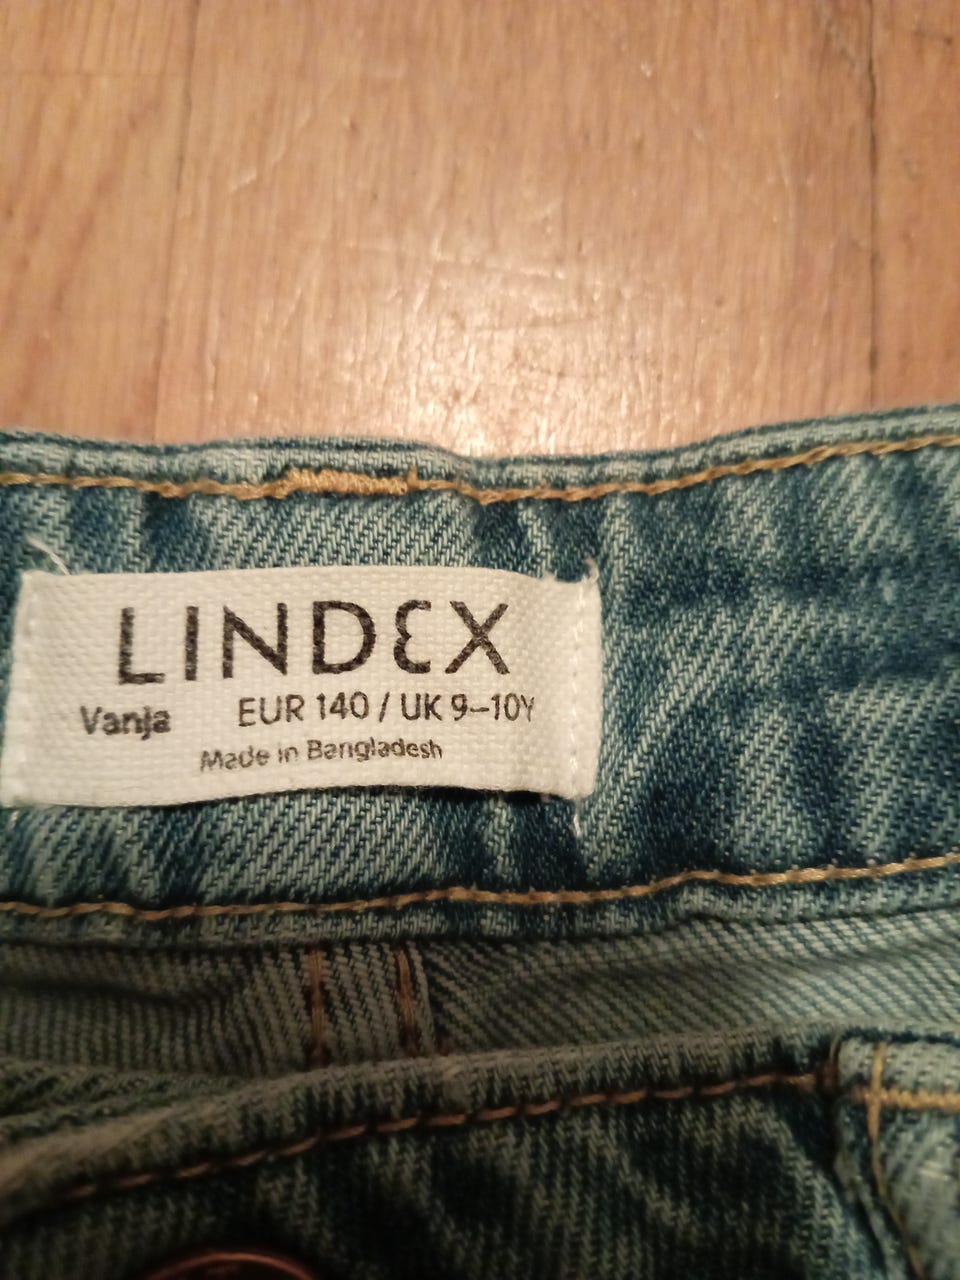 LINDEX
Vanja EUR 140 / UK 9–10Y
Made in Bangladesh